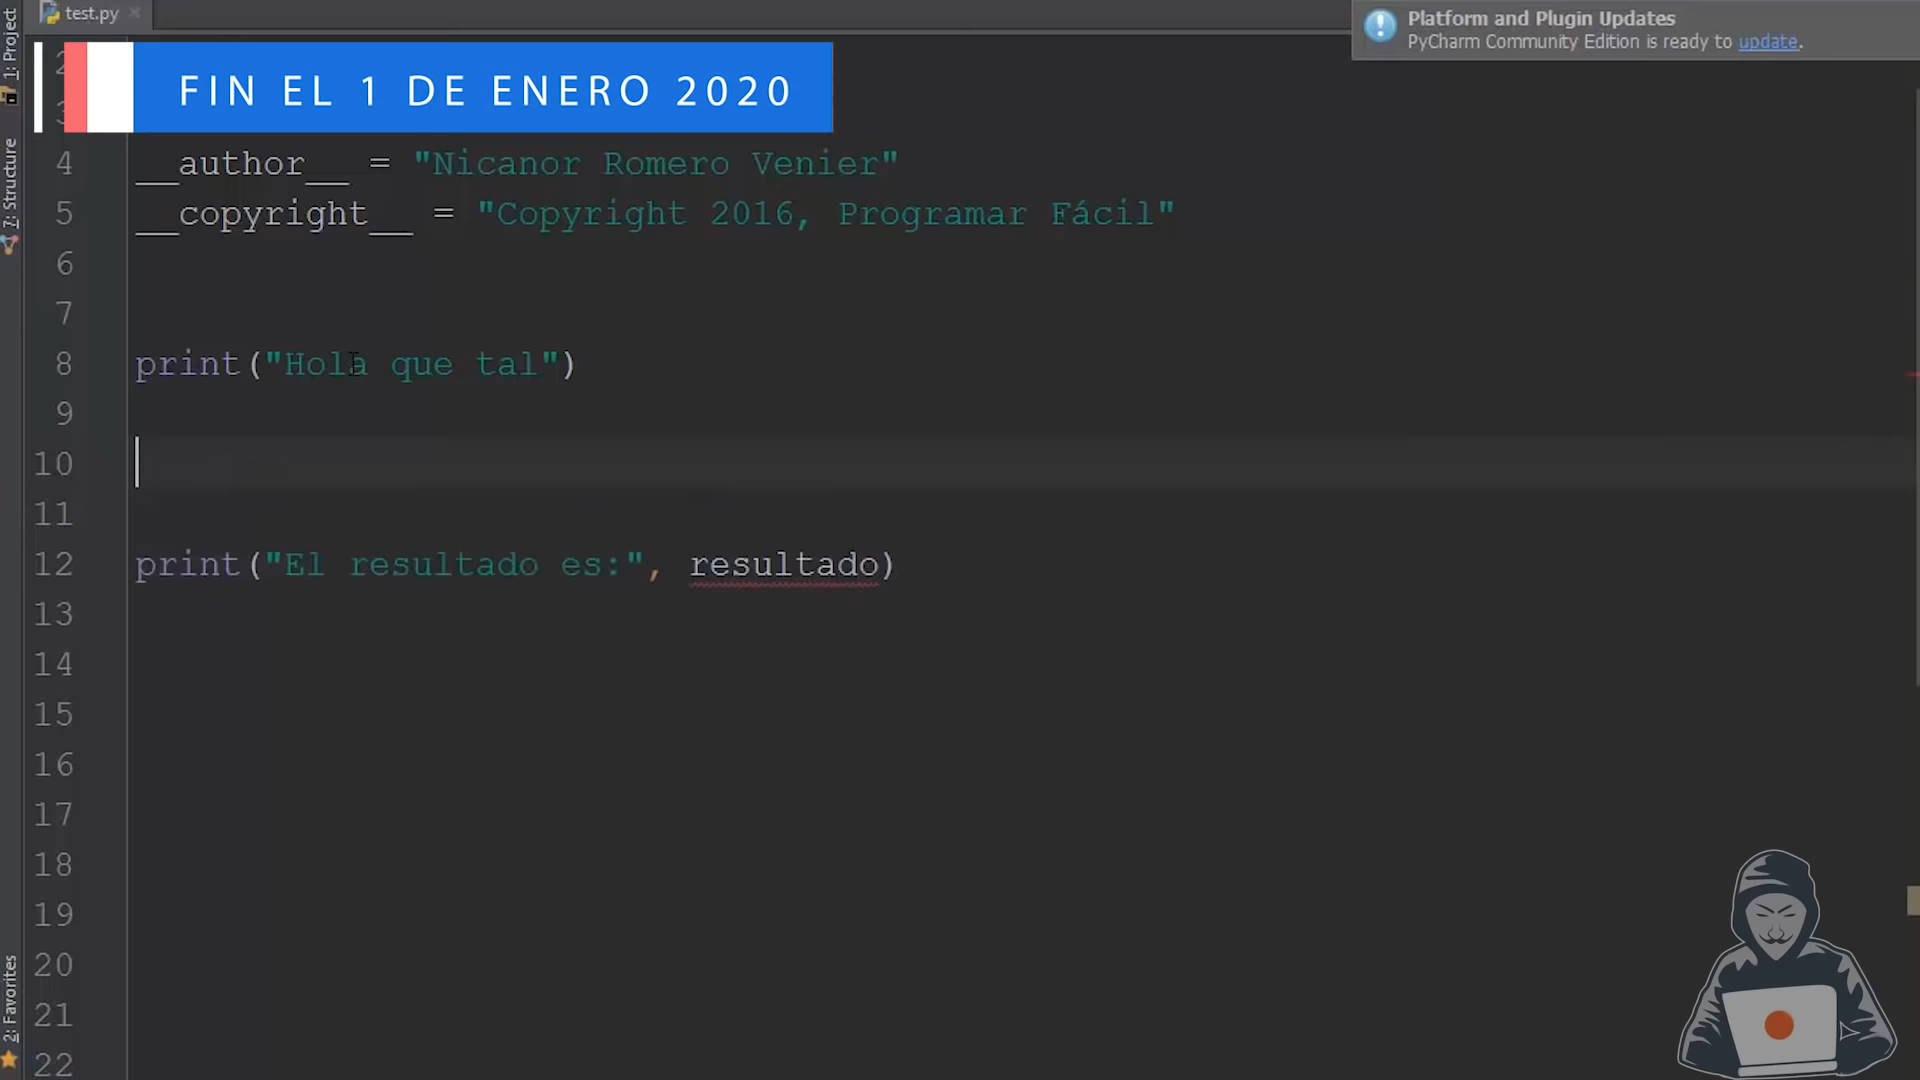 test.py
Platform and Plugin Updates
PyCharm Community Edition is ready to update.
1: Project
7: Structure
2: Favorites
FIN EL 1 DE ENERO 2020
2
3
4 __author__ = "Nicanor Romero Venier"
5 __copyright__ = "Copyright 2016, Programar Fácil"
6
7
8 print("Hola que tal")
9
10
11
12 print("El resultado es:", resultado)
13
14
15
16
17
18
19
20
21
22